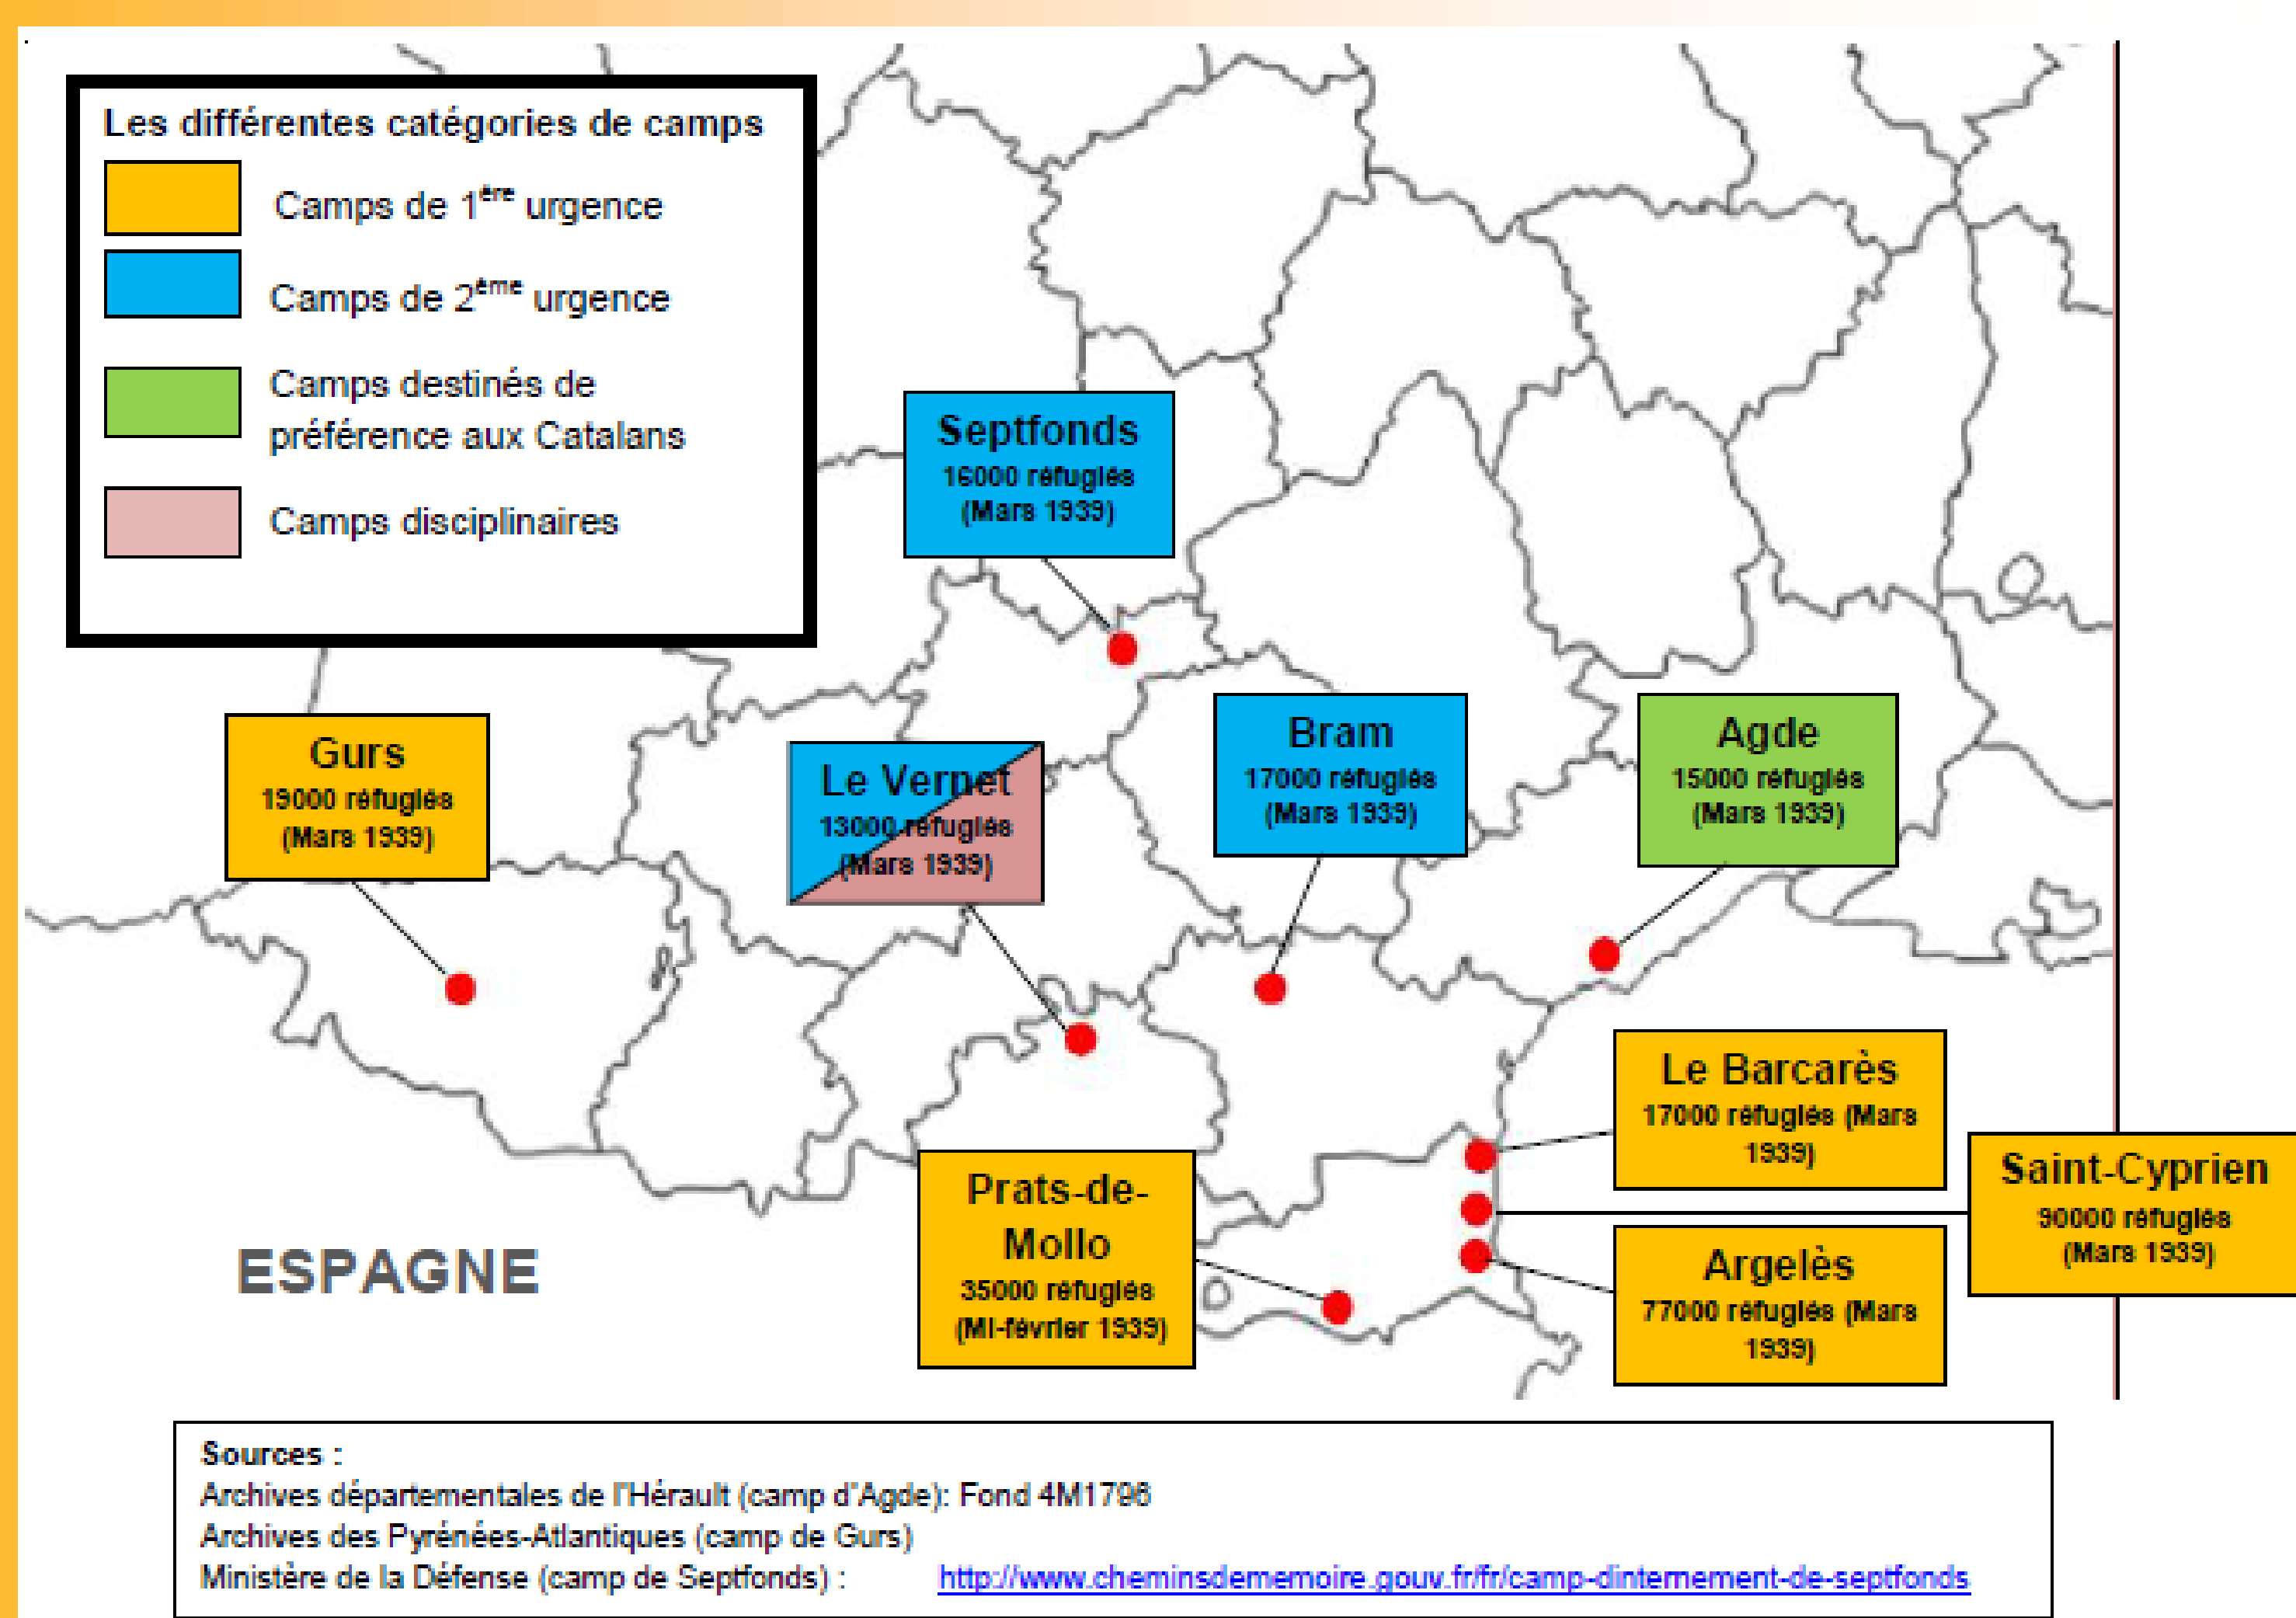 Les différentes catégories de camps
Camps de 1ère urgence
Camps de 2ème urgence
Camps destinés de
préférence aux Catalans
Camps disciplinaires
Septfonds
16000 réfugiés
(Mars 1939)
Gurs
19000 réfugiés
(Mars 1939)
Le Vernet
13000 réfugiés
(Mars 1939)
Bram
17000 réfugiés
(Mars 1939)
Agde
15000 réfugiés
(Mars 1939)
Le Barcarès
17000 réfugiés (Mars
1939)
Saint-Cyprien
90000 réfugiés
(Mars 1939)
Prats-de-
Mollo
35000 réfugiés
(Mi-février 1939)
Argelès
77000 réfugiés (Mars
1939)
ESPAGNE
Sources :
Archives départementales de l'Hérault (camp d'Agde): Fond 4M1796
Archives des Pyrénées-Atlantiques (camp de Gurs)
Ministère de la Défense (camp de Septfonds) : http://www.cheminsdememoire.gouv.fr/fr/camp-dinternement-de-septfonds